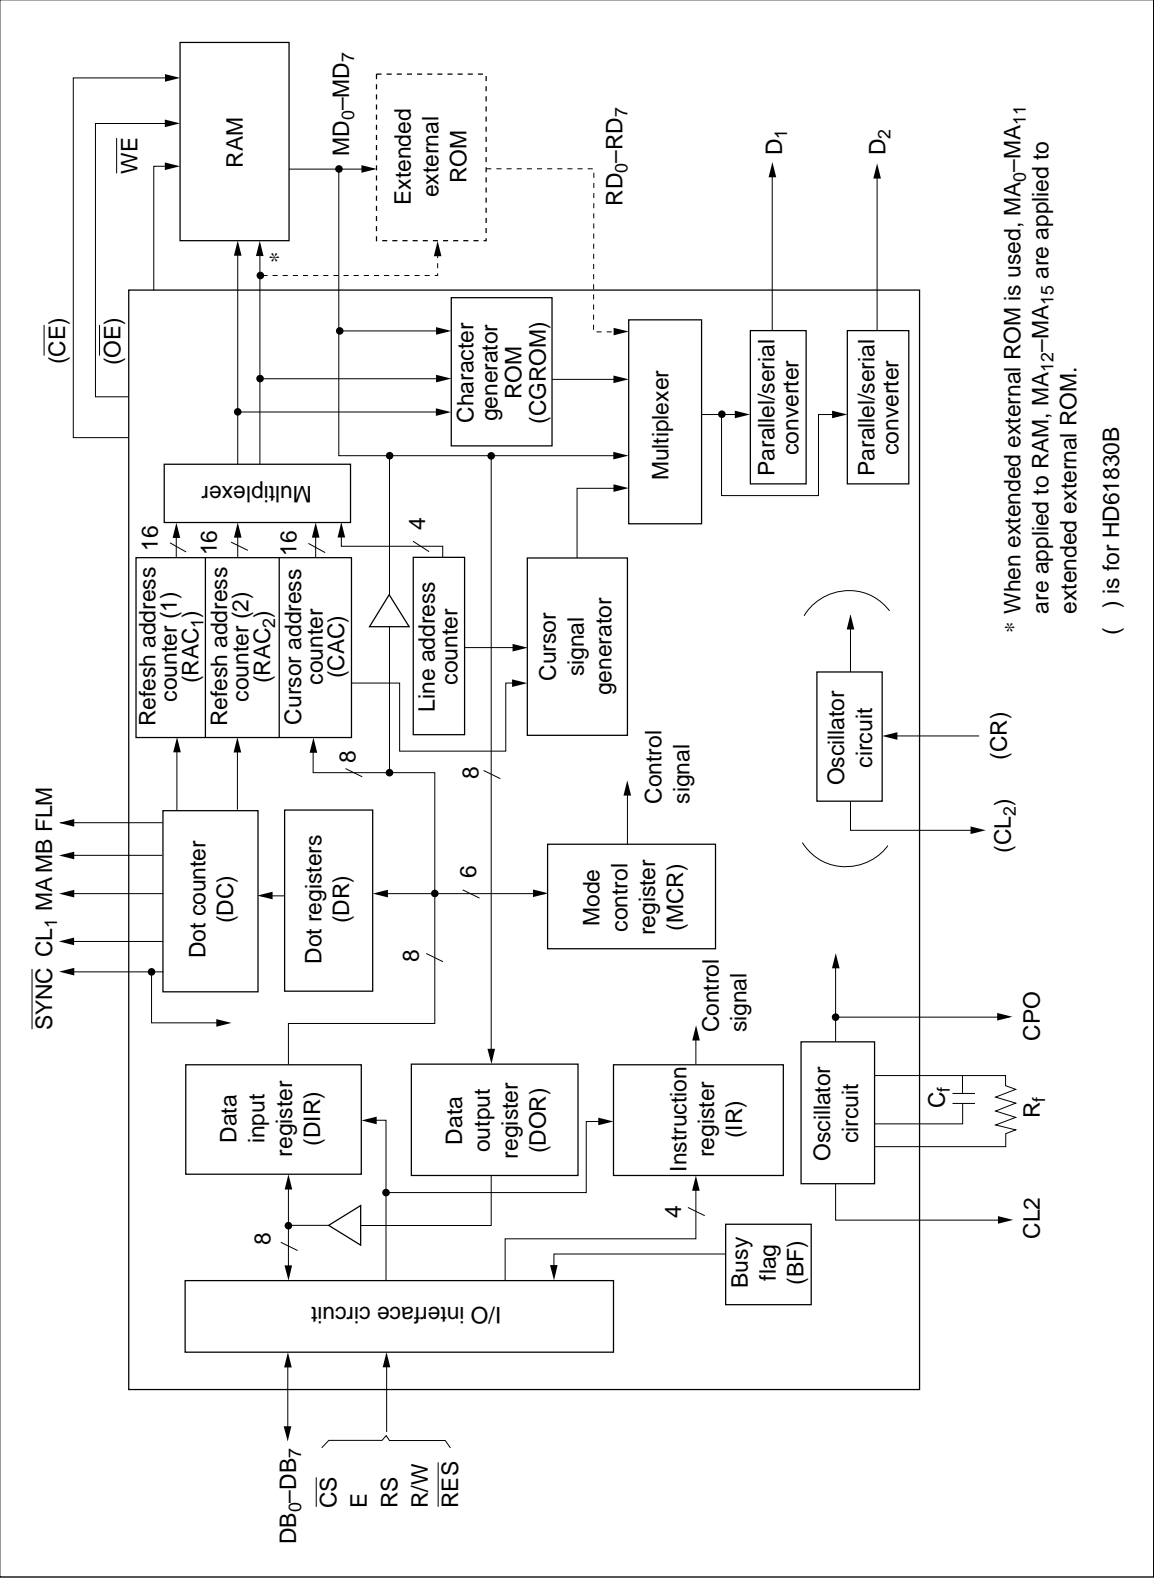 SYNC CL1 MA MB FLM
(CE)
(OE)
WE
Dot counter
(DC)
Dot registers
(DR)
Refesh address
counter (1)
(RAC1)
Refesh address
counter (2)
(RAC2)
Cursor address
counter
(CAC)
16
16
16
4
Multiplexer
RAM
MD0–MD7
Extended
external
ROM
*
RD0–RD7
DB0–DB7
CS
E
RS
R/W
RES
I/O interface circuit
8
Data
input
register
(DIR)
8
8
Line address
counter
Character
generator
ROM
(CGROM)
Data
output
register
(DOR)
8
6
Cursor
signal
generator
Multiplexer
Mode
control
register
(MCR)
Control
signal
4
Instruction
register
(IR)
Control
signal
Busy
flag
(BF)
Parallel/serial
converter
D1
Parallel/serial
converter
D2
Oscillator
circuit
CL2
CPO
Cf
Rf
Oscillator
circuit
(CL2)
(CR)
* When extended external ROM is used, MA0–MA11
are applied to RAM, MA12–MA15 are applied to
extended external ROM.
( ) is for HD61830B